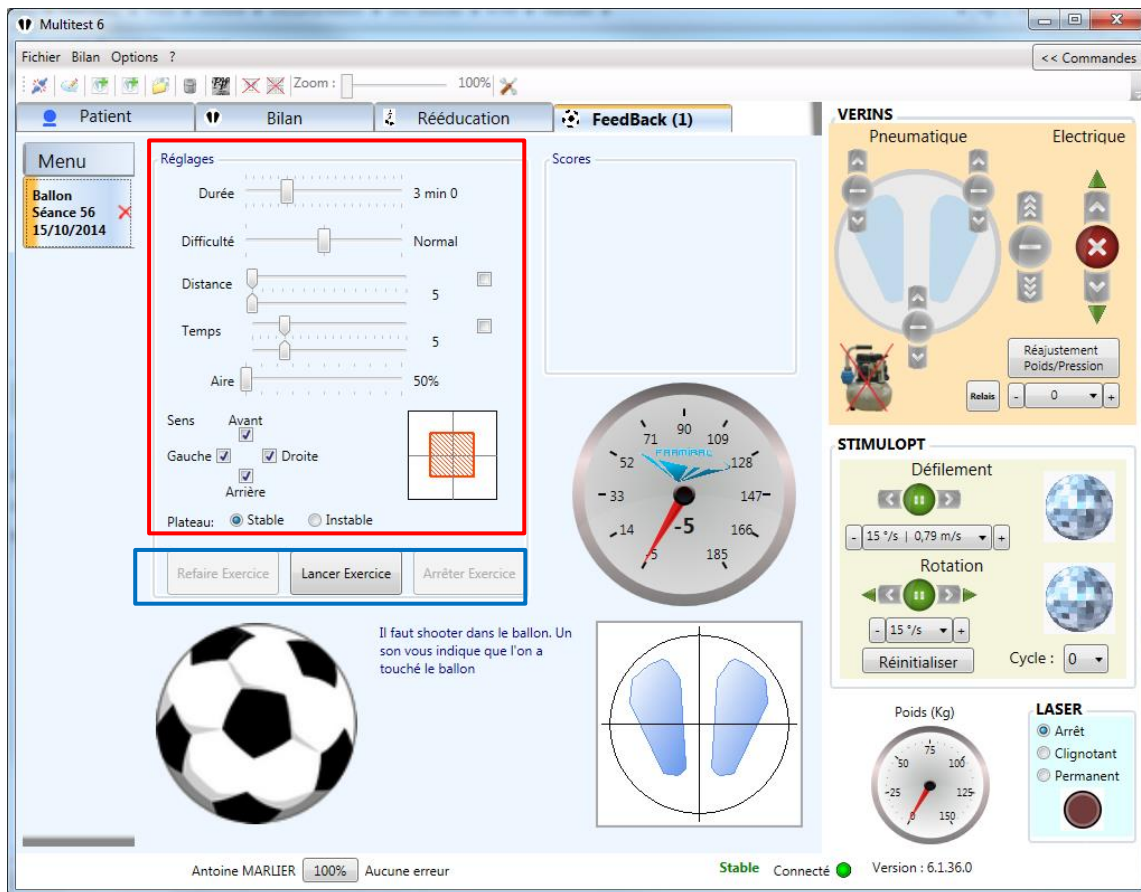 Multitest 6
Fichier Bilan Options ?
<< Commandes
Zoom : 100%
Patient
Bilan
Rééducation
FeedBack (1)
Menu
Ballon
Séance 56
15/10/2014
Réglages
Durée 3 min 0
Difficulté Normal
Distance
5
Temps
5
Aire 50%
Sens Avant
Gauche Droite
Arrière
Plateau: Stable Instable
Refaire Exercice Lancer Exercice Arrêter Exercice
Scores
90
71 109
FRAMIRAL
52 128
33 147
14 -5 166
-5 185
Il faut shooter dans le ballon. Un
son vous indique que l'on a
touché le ballon
VERINS
Pneumatique Electrique
Réajustement
Poids/Pression
Relais - 0 +
STIMULOPT
Défilement
- 15 °/s | 0,79 m/s +
Rotation
- 15 °/s +
Réinitialiser Cycle : 0
Poids (Kg)
75
50 100
25 125
0 150
LASER
Arrêt
Clignotant
Permanent
Antoine MARLIER 100% Aucune erreur
Stable Connecté Version : 6.1.36.0